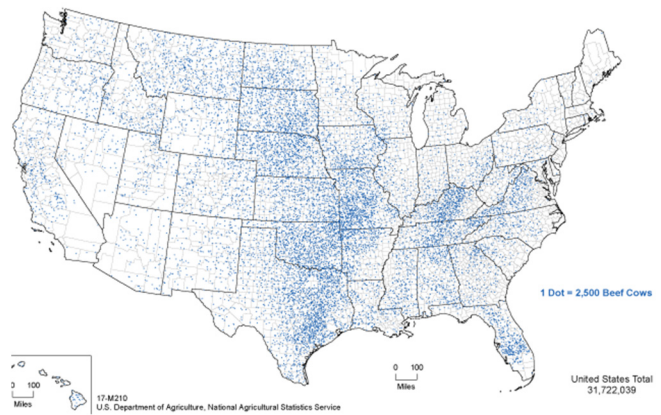 1 Dot = 2,500 Beef Cows
0 100
Miles
United States Total
31,722,039
0 100
Miles
17-M210
U.S. Department of Agriculture, National Agricultural Statistics Service